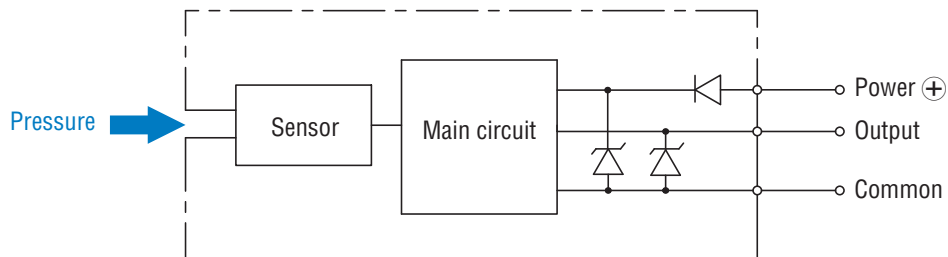 Pressure
Sensor
Main circuit
Power ⊕
Output
Common